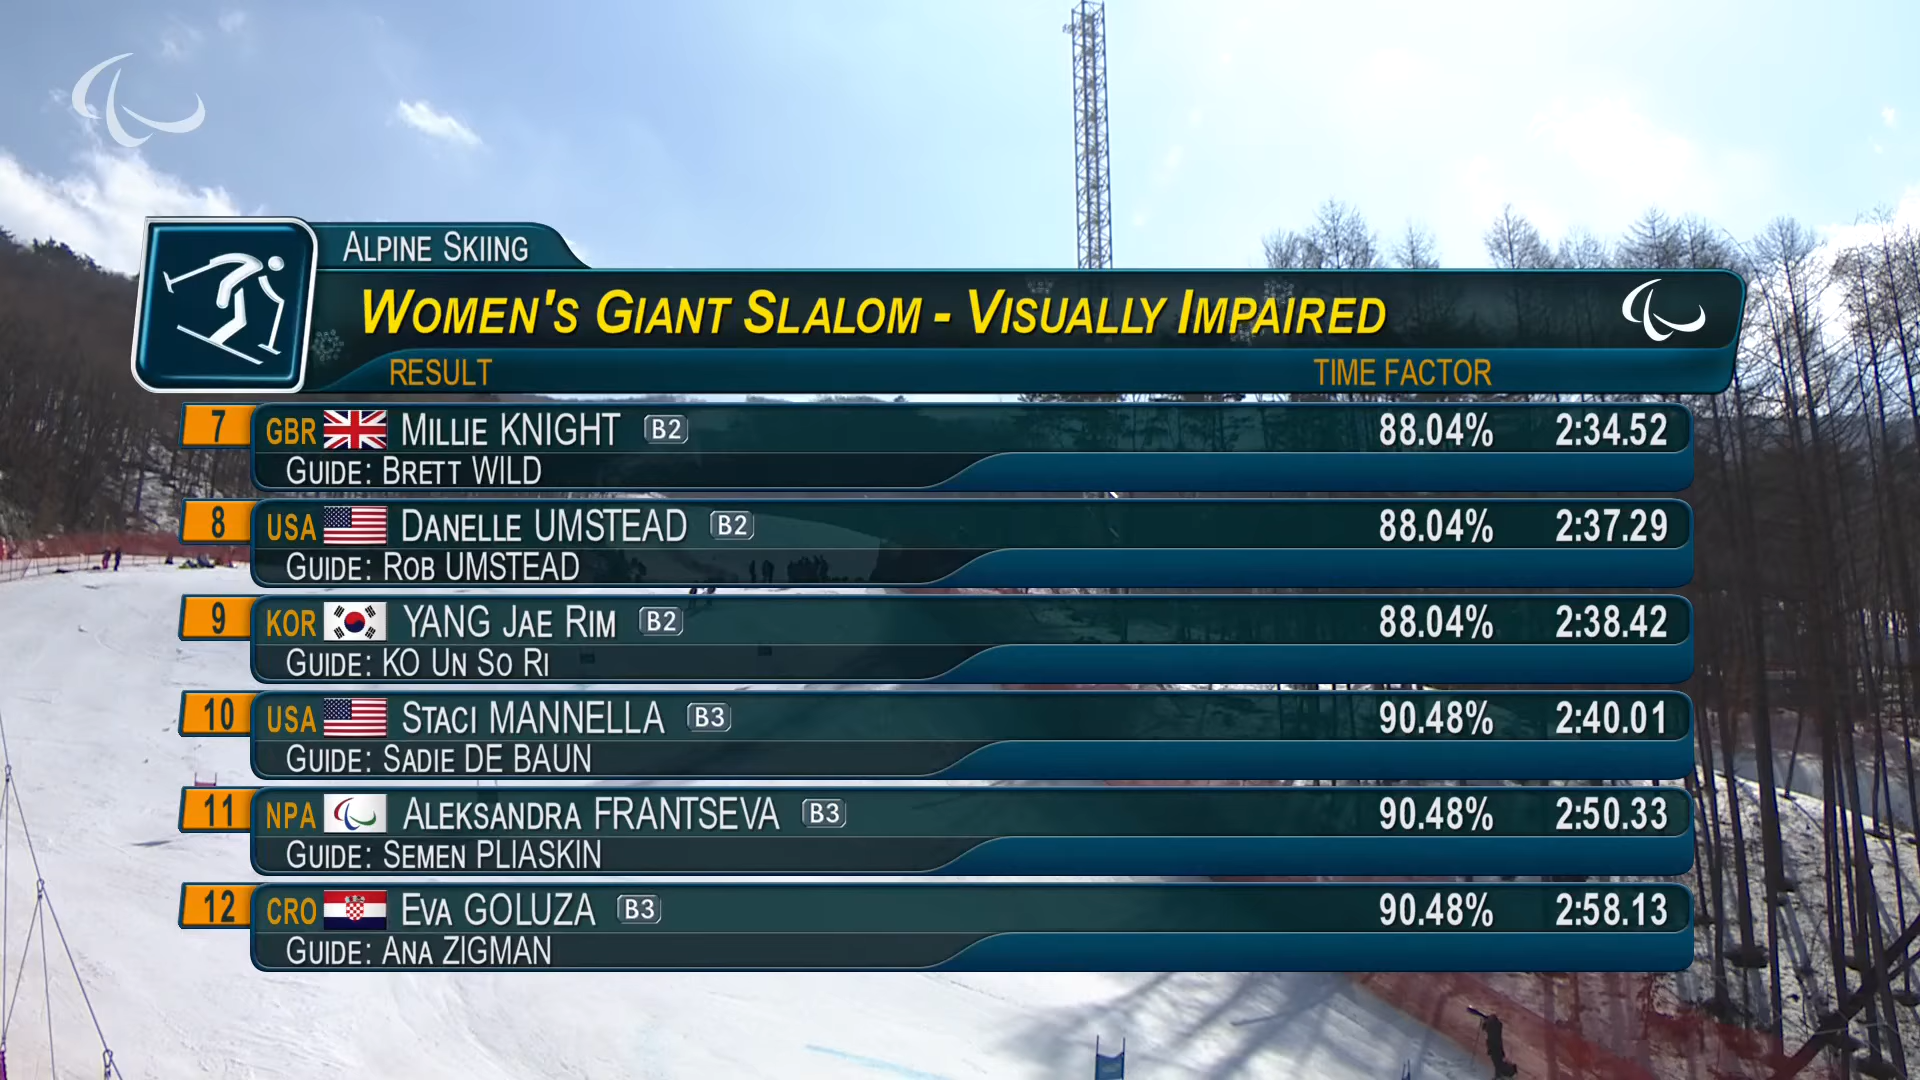 Alpine Skiing
Women's Giant Slalom - Visually Impaired
RESULT TIME FACTOR
7 GBR Millie KNIGHT B2 88.04% 2:34.52
Guide: Brett WILD
8 USA Danelle UMSTEAD B2 88.04% 2:37.29
Guide: Rob UMSTEAD
9 KOR YANG Jae Rim B2 88.04% 2:38.42
Guide: KO Un So Ri
10 USA Staci MANNELLA B3 90.48% 2:40.01
Guide: Sadie DE BAUN
11 NPA Aleksandra FRANTSEVA B3 90.48% 2:50.33
Guide: Semen PLIASKIN
12 CRO Eva GOLUZA B3 90.48% 2:58.13
Guide: Ana ZIGMAN